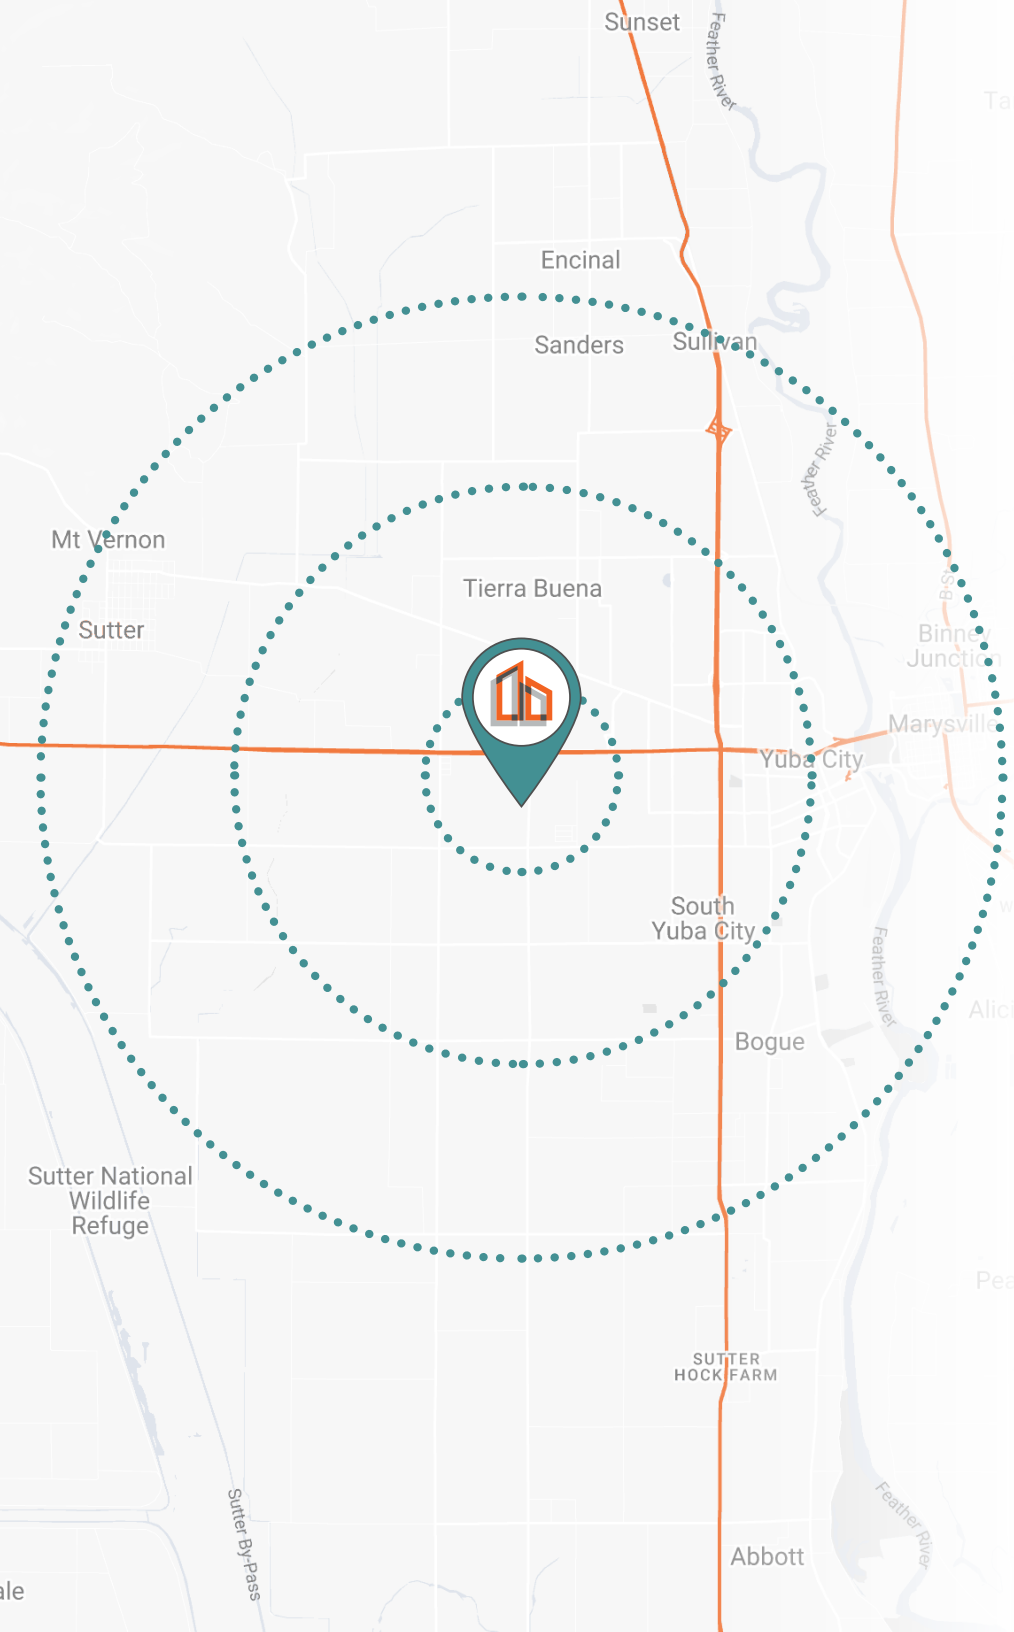 Sunset
Feather River
Encinal
Sanders
Sullivan
Feather River
Mt Vernon
Tierra Buena
B St
Sutter
Binney
Junction
Marysville
Yuba City
South
Yuba City
Feather River
Bogue
Sutter National
Wildlife
Refuge
SUTTER
HOCK FARM
Sutter By-Pass
Feather River
Abbott